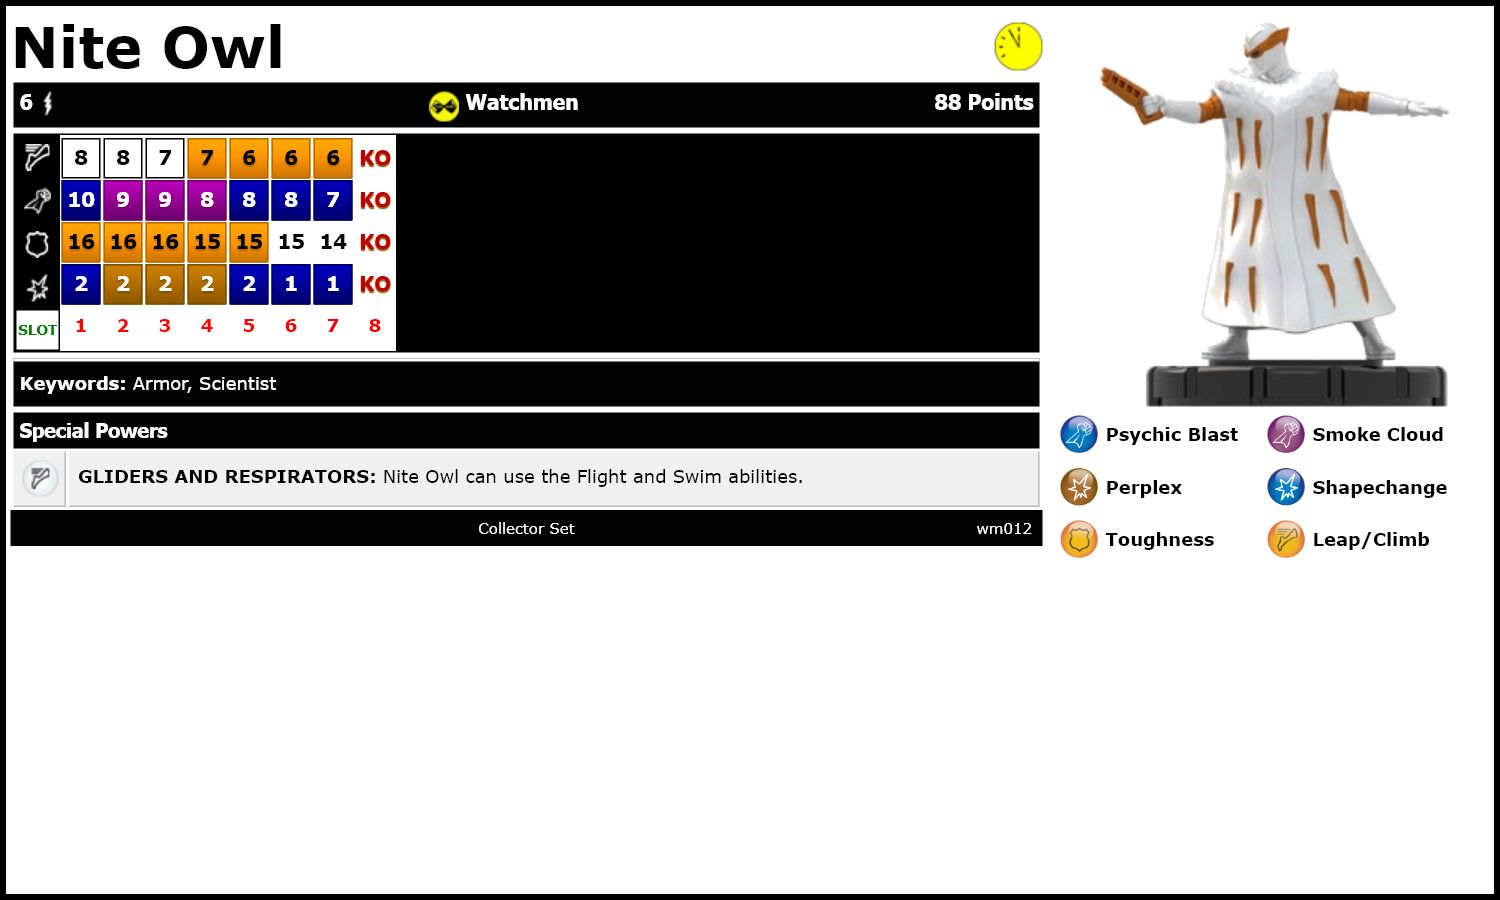 Nite Owl
6 Watchmen 88 Points
8 8 7 7 6 6 6 KO
10 9 9 8 8 8 7 KO
16 16 16 15 15 15 14 KO
2 2 2 2 2 1 1 KO
SLOT 1 2 3 4 5 6 7 8
Keywords: Armor, Scientist
Special Powers
GLIDERS AND RESPIRATORS: Nite Owl can use the Flight and Swim abilities.
Collector Set wm012
Psychic Blast Smoke Cloud
Perplex Shapechange
Toughness Leap/Climb